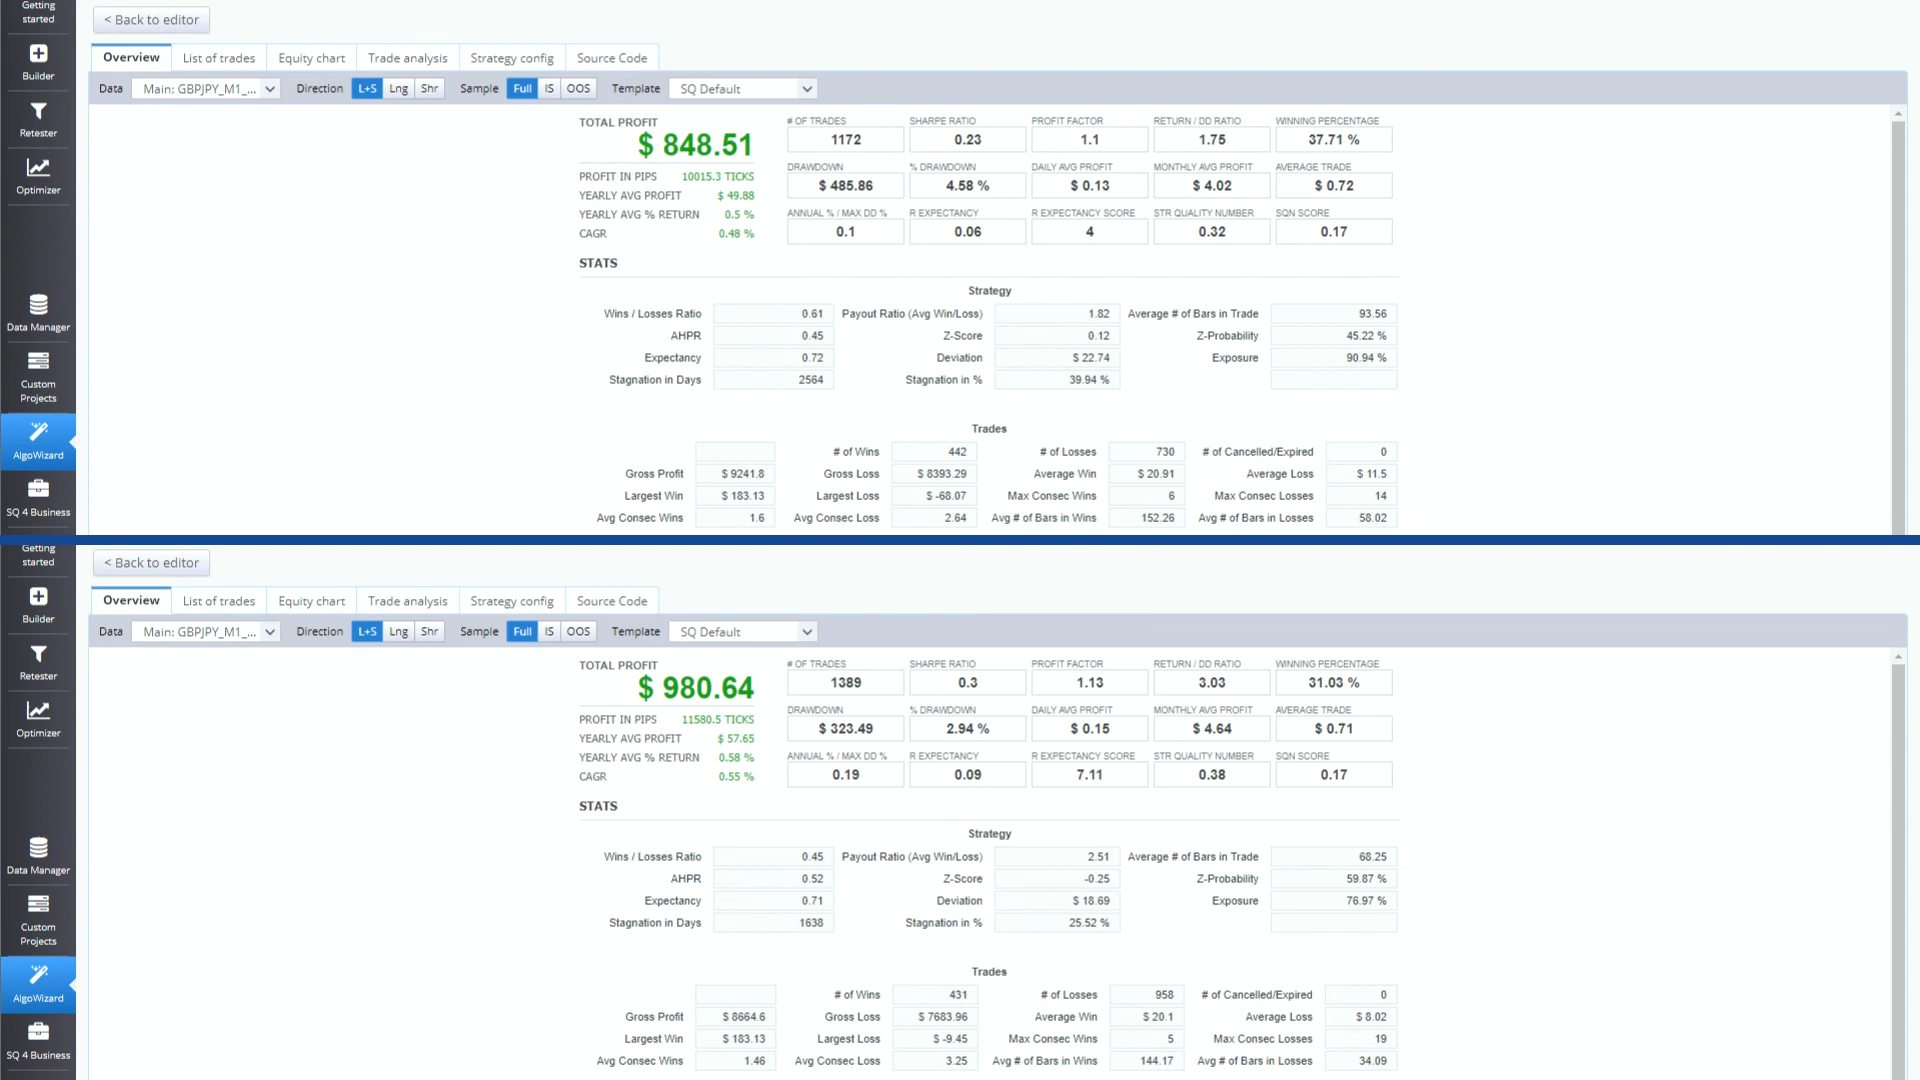 Getting
started
Builder
Retester
Optimizer
Data Manager
Custom
Projects
AlgoWizard
SQ 4 Business
< Back to editor
Overview List of trades Equity chart Trade analysis Strategy config Source Code
Data Main: GBPJPY_M1_... Direction L+S Lng Shr Sample Full IS OOS Template SQ Default
TOTAL PROFIT
$ 848.51
PROFIT IN PIPS 10015.3 TICKS
YEARLY AVG PROFIT $ 49.88
YEARLY AVG % RETURN 0.5 %
CAGR 0.48 %
# OF TRADES SHARPE RATIO PROFIT FACTOR RETURN / DD RATIO WINNING PERCENTAGE
1172 0.23 1.1 1.75 37.71 %
DRAWDOWN % DRAWDOWN DAILY AVG PROFIT MONTHLY AVG PROFIT AVERAGE TRADE
$ 485.86 4.58 % $ 0.13 $ 4.02 $ 0.72
ANNUAL % / MAX DD % R EXPECTANCY R EXPECTANCY SCORE STR QUALITY NUMBER SQN SCORE
0.1 0.06 4 0.32 0.17
STATS
Strategy
Wins / Losses Ratio 0.61 Payout Ratio (Avg Win/Loss) 1.82 Average # of Bars in Trade 93.56
AHPR 0.45 Z-Score 0.12 Z-Probability 45.22 %
Expectancy 0.72 Deviation $ 22.74 Exposure 90.94 %
Stagnation in Days 2564 Stagnation in % 39.94 %
Trades
# of Wins 442 # of Losses 730 # of Cancelled/Expired 0
Gross Profit $ 9241.8 Gross Loss $ 8393.29 Average Win $ 20.91 Average Loss $ 11.5
Largest Win $ 183.13 Largest Loss $ -68.07 Max Consec Wins 6 Max Consec Losses 14
Avg Consec Wins 1.6 Avg Consec Loss 2.64 Avg # of Bars in Wins 152.26 Avg # of Bars in Losses 58.02
Getting
started
Builder
Retester
Optimizer
Data Manager
Custom
Projects
AlgoWizard
SQ 4 Business
< Back to editor
Overview List of trades Equity chart Trade analysis Strategy config Source Code
Data Main: GBPJPY_M1_... Direction L+S Lng Shr Sample Full IS OOS Template SQ Default
TOTAL PROFIT
$ 980.64
PROFIT IN PIPS 11580.5 TICKS
YEARLY AVG PROFIT $ 57.65
YEARLY AVG % RETURN 0.58 %
CAGR 0.55 %
# OF TRADES SHARPE RATIO PROFIT FACTOR RETURN / DD RATIO WINNING PERCENTAGE
1389 0.3 1.13 3.03 31.03 %
DRAWDOWN % DRAWDOWN DAILY AVG PROFIT MONTHLY AVG PROFIT AVERAGE TRADE
$ 323.49 2.94 % $ 0.15 $ 4.64 $ 0.71
ANNUAL % / MAX DD % R EXPECTANCY R EXPECTANCY SCORE STR QUALITY NUMBER SQN SCORE
0.19 0.09 7.11 0.38 0.17
STATS
Strategy
Wins / Losses Ratio 0.45 Payout Ratio (Avg Win/Loss) 2.51 Average # of Bars in Trade 68.25
AHPR 0.52 Z-Score -0.25 Z-Probability 59.87 %
Expectancy 0.71 Deviation $ 18.69 Exposure 76.97 %
Stagnation in Days 1638 Stagnation in % 25.52 %
Trades
# of Wins 431 # of Losses 958 # of Cancelled/Expired 0
Gross Profit $ 8664.6 Gross Loss $ 7683.96 Average Win $ 20.1 Average Loss $ 8.02
Largest Win $ 183.13 Largest Loss $ -9.45 Max Consec Wins 5 Max Consec Losses 19
Avg Consec Wins 1.46 Avg Consec Loss 3.25 Avg # of Bars in Wins 144.17 Avg # of Bars in Losses 34.09